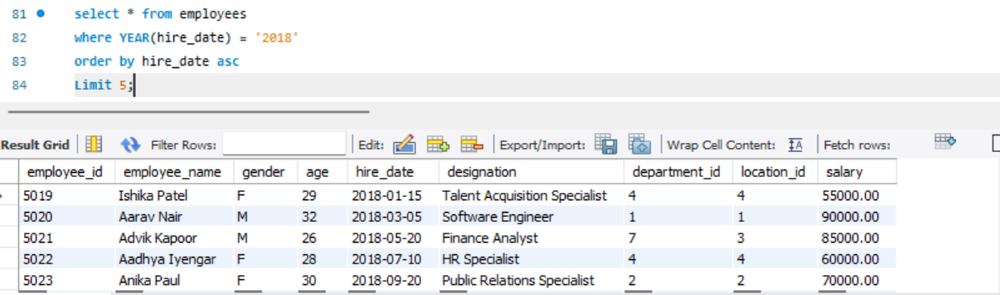 81 select * from employees
82 where YEAR(hire_date) = '2018'
83 order by hire_date asc
84 Limit 5;
Result Grid Filter Rows: Edit: Export/Import: Wrap Cell Content: IA Fetch rows:
employee_id employee_name gender age hire_date designation department_id location_id salary
5019 Ishika Patel F 29 2018-01-15 Talent Acquisition Specialist 4 4 55000.00
5020 Aarav Nair M 32 2018-03-05 Software Engineer 1 1 90000.00
5021 Advik Kapoor M 26 2018-05-20 Finance Analyst 7 3 85000.00
5022 Aadhya Iyengar F 28 2018-07-10 HR Specialist 4 4 60000.00
5023 Anika Paul F 30 2018-09-20 Public Relations Specialist 2 2 70000.00